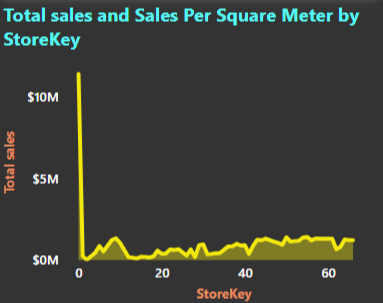 Total sales and Sales Per Square Meter by
StoreKey
$10M
$5M
$0M
Total sales
0
20
40
60
StoreKey